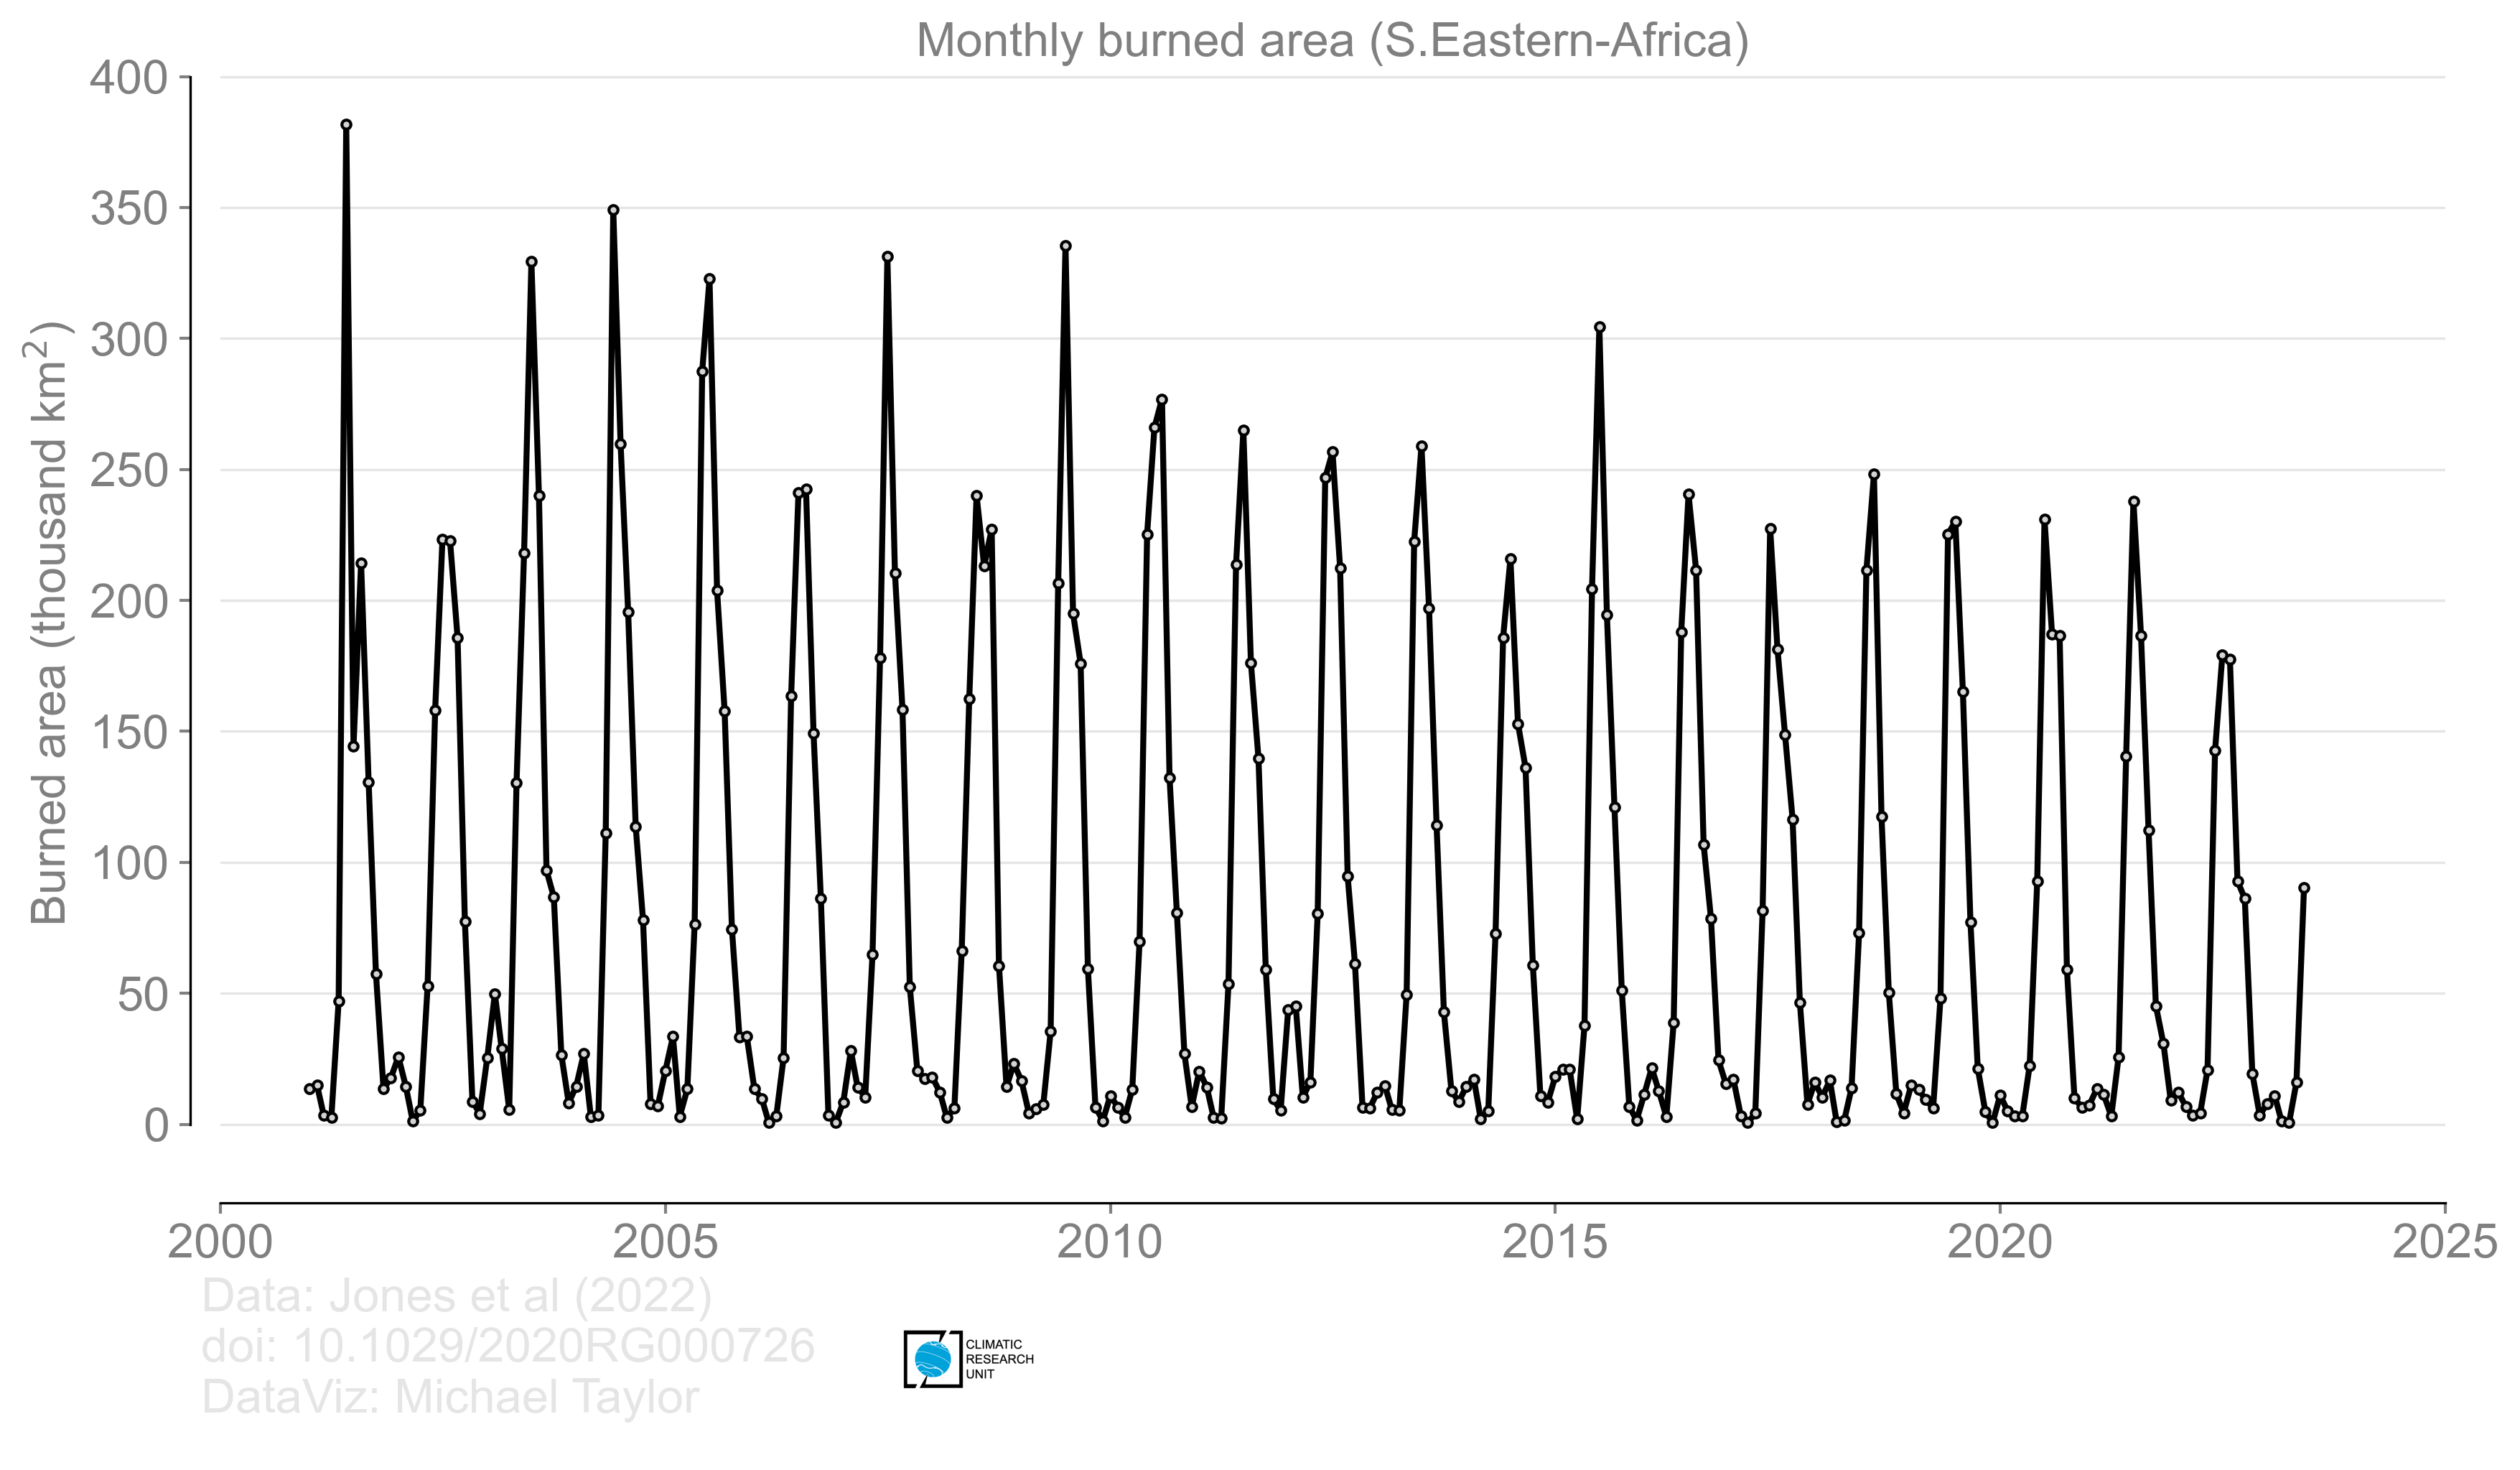 Monthly burned area (S.Eastern-Africa)
400
350
300
250
200
150
100
50
0
Burned area (thousand km²)
2000 2005 2010 2015 2020 2025
Data: Jones et al (2022)
doi: 10.1029/2020RG000726
DataViz: Michael Taylor
CLIMATIC
RESEARCH
UNIT